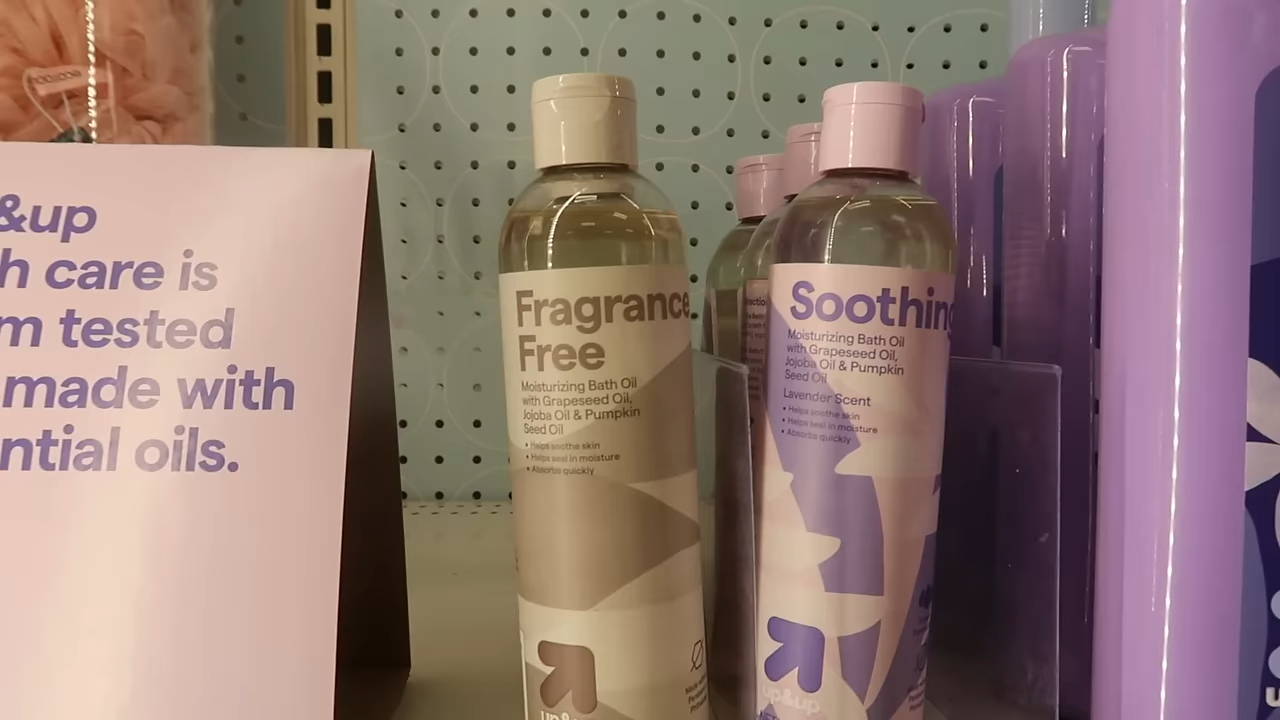 &up
h care is
m tested
made with
ntial oils.
Fragrance
Free
Moisturizing Bath Oil
with Grapeseed Oil,
Jojoba Oil & Pumpkin
Seed Oil
• Helps soothe skin
• Helps seal in moisture
• Absorbs quickly
up&
Soothing
Moisturizing Bath Oil
with Grapeseed Oil,
Jojoba Oil & Pumpkin
Seed Oil
Lavender Scent
• Helps soothe skin
• Helps seal in moisture
• Absorbs quickly
up&up